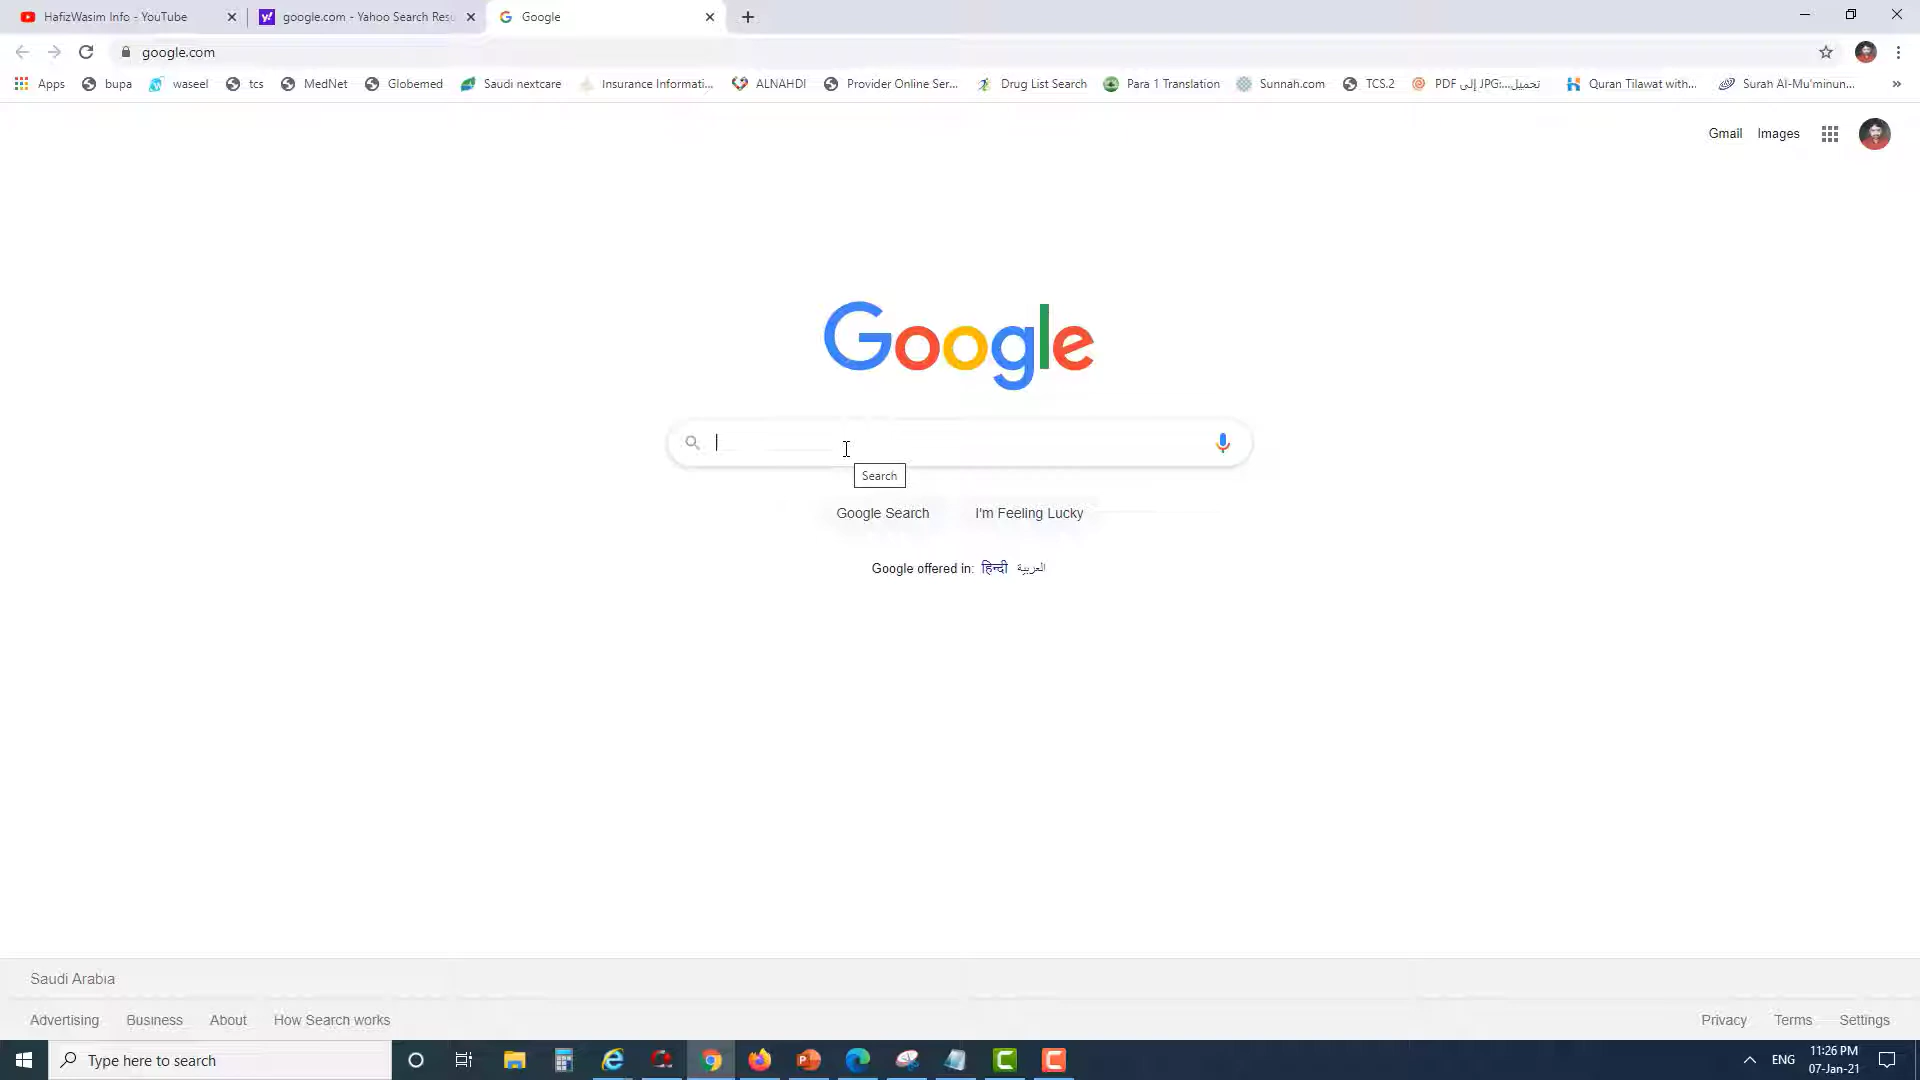 HafizWasim Info - YouTube
google.com - Yahoo Search Resu
Google
google.com
Apps bupa waseel tcs MedNet Globemed Saudi nextcare Insurance Informati... ALNAHDI Provider Online Ser... Drug List Search Para 1 Translation Sunnah.com TCS.2 تحميل...:JPG إلى PDF Quran Tilawat with... Surah Al-Mu'minun... »
Gmail Images
Google
Search
Google Search I'm Feeling Lucky
Google offered in: हिन्दी العربية
Saudi Arabia
Advertising Business About How Search works Privacy Terms Settings
Type here to search
ENG
11:26 PM
07-Jan-21